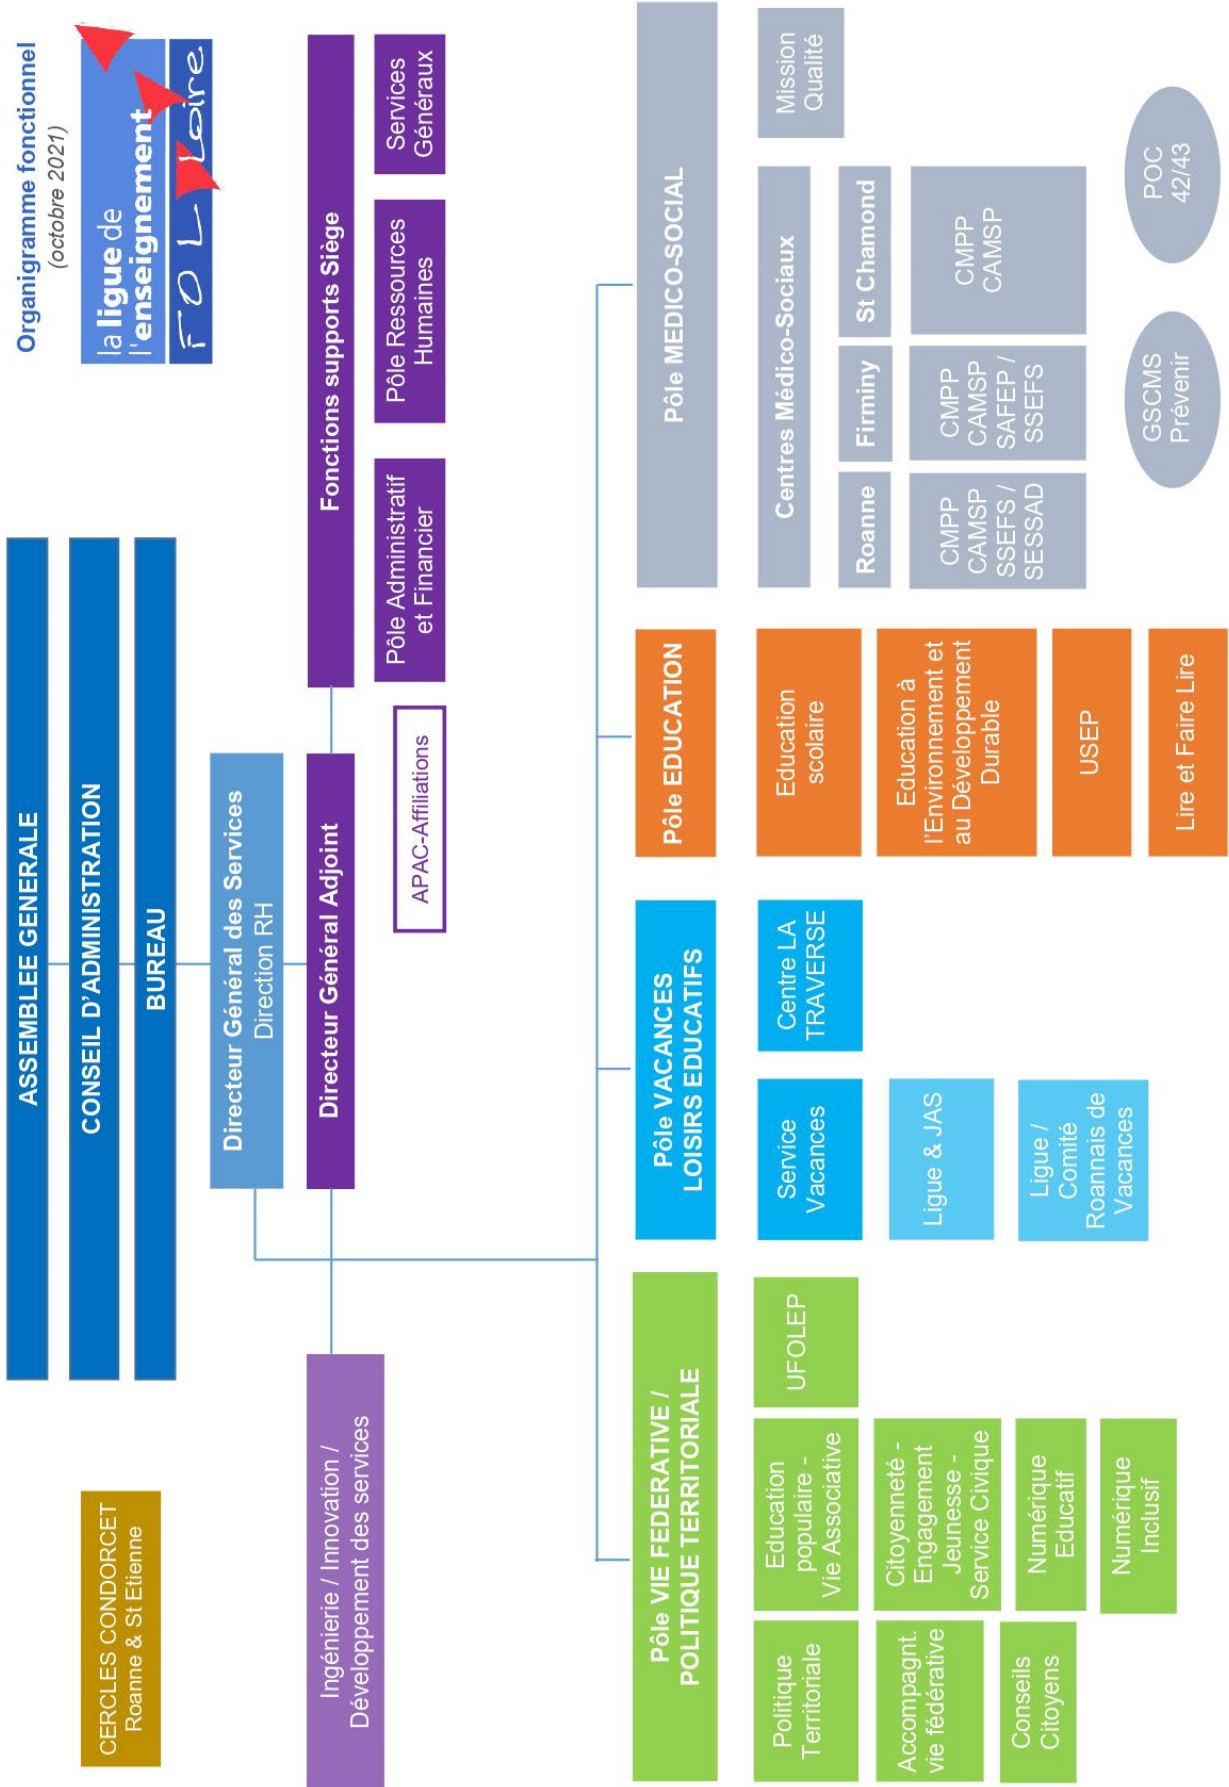 Organigramme fonctionnel
(octobre 2021)
la ligue de
l'enseignement
FOL Loire
CERCLES CONDORCET
Roanne & St Etienne
ASSEMBLEE GENERALE
CONSEIL D'ADMINISTRATION
BUREAU
Directeur Général des Services
Direction RH
Directeur Général Adjoint
Ingénierie / Innovation /
Développement des services
Fonctions supports Siège
APAC-Affiliations
Pôle Administratif
et Financier
Pôle Ressources
Humaines
Services
Généraux
Pôle VIE FEDERATIVE /
POLITIQUE TERRITORIALE
Politique
Territoriale
Accompagnt.
vie fédérative
Conseils
Citoyens
Education
populaire -
Vie Associative
Citoyenneté -
Engagement
Jeunesse -
Service Civique
Numérique
Educatif
Numérique
Inclusif
UFOLEP
Pôle VACANCES
LOISIRS EDUCATIFS
Service
Vacances
Ligue & JAS
Ligue /
Comité
Roannais de
Vacances
Centre LA
TRAVERSE
Pôle EDUCATION
Education
scolaire
Education à
l'Environnement et
au Développement
Durable
USEP
Lire et Faire Lire
Pôle MEDICO-SOCIAL
Centres Médico-Sociaux
Roanne
CMPP
CAMSP
SSEFS /
SESSAD
Firminy
CMPP
CAMSP
SAFEP /
SSEFS
St Chamond
CMPP
CAMSP
Mission
Qualité
GSCMS
Prévenir
POC
42/43